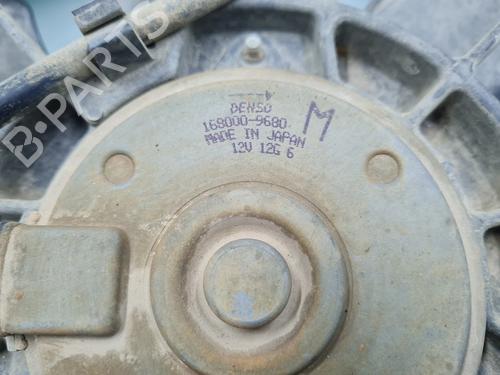 B-PARTS
DENSO
168000-9680
M
MADE IN JAPAN
12V 12G 6